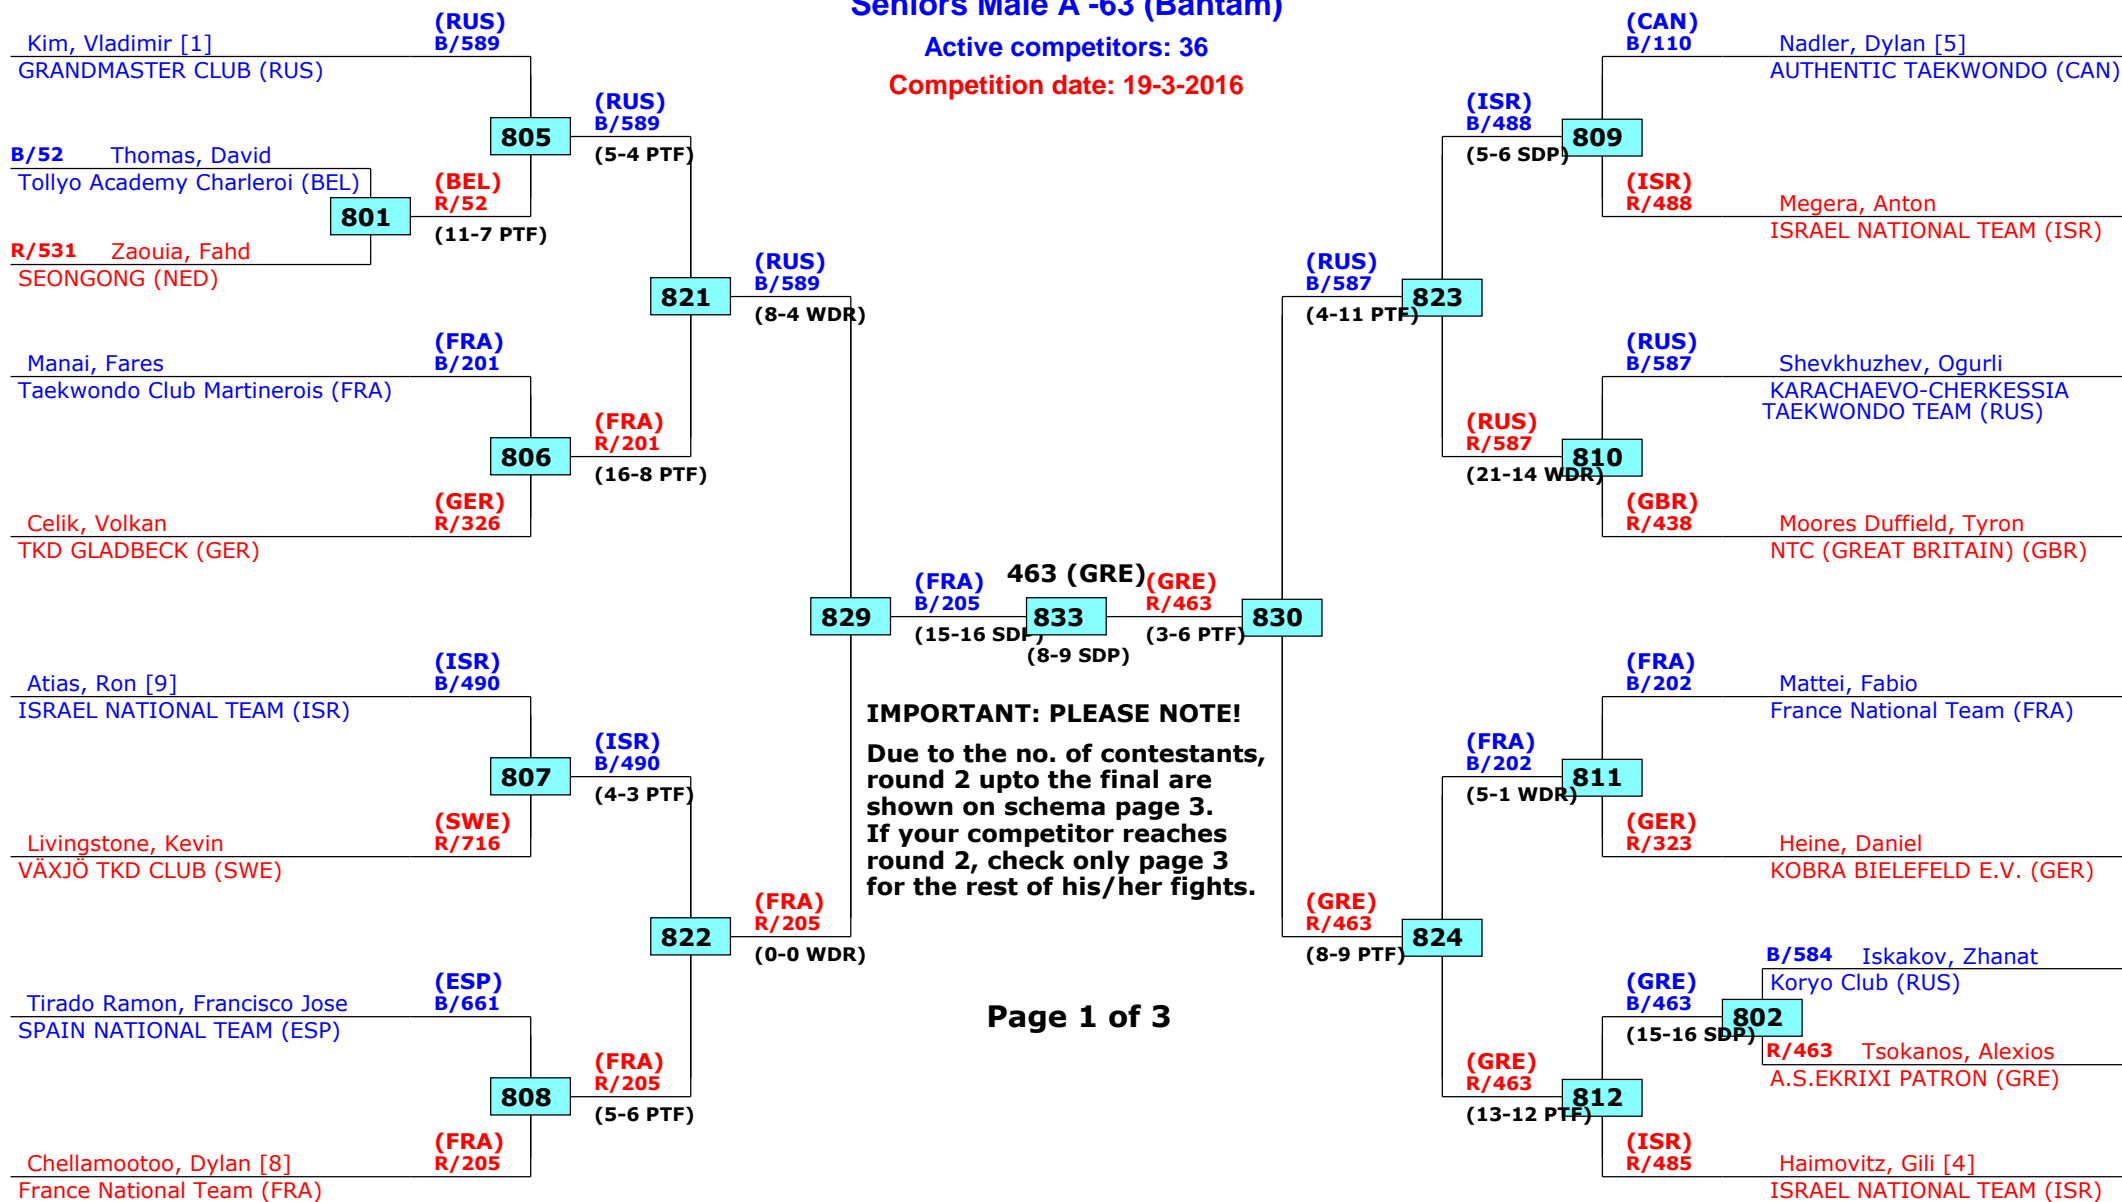 Seniors Male A -63 (Bantam)
Active competitors: 36
Competition date: 19-3-2016
(RUS)
Kim, Vladimir [1] B/589
GRANDMASTER CLUB (RUS)
B/52 Thomas, David
Tollyo Academy Charleroi (BEL)
801
R/531 Zaouia, Fahd
SEONGONG (NED)
(BEL)
R/52
(11-7 PTF)
805
(RUS)
B/589
(5-4 PTF)
(FRA)
Manai, Fares B/201
Taekwondo Club Martinerois (FRA)
806
(GER)
Celik, Volkan R/326
TKD GLADBECK (GER)
(FRA)
R/201
(16-8 PTF)
821
(RUS)
B/589
(8-4 WDR)
(ISR)
Atias, Ron [9] B/490
ISRAEL NATIONAL TEAM (ISR)
807
(SWE)
Livingstone, Kevin R/716
VÄXJÖ TKD CLUB (SWE)
(ISR)
B/490
(4-3 PTF)
(ESP)
Tirado Ramon, Francisco Jose B/661
SPAIN NATIONAL TEAM (ESP)
808
(FRA)
Chellamootoo, Dylan [8] R/205
France National Team (FRA)
(FRA)
R/205
(5-6 PTF)
822
(FRA)
R/205
(0-0 WDR)
829
(FRA)
B/205
(15-16 SDP)
463 (GRE)
833
(8-9 SDP)
(GRE)
R/463
(3-6 PTF)
830
IMPORTANT: PLEASE NOTE!
Due to the no. of contestants,
round 2 upto the final are
shown on schema page 3.
If your competitor reaches
round 2, check only page 3
for the rest of his/her fights.
Page 1 of 3
(CAN)
B/110 Nadler, Dylan [5]
AUTHENTIC TAEKWONDO (CAN)
809
(ISR)
R/488 Megera, Anton
ISRAEL NATIONAL TEAM (ISR)
(ISR)
B/488
(5-6 SDP)
(RUS)
B/587 Shevkhuzhev, Ogurli
KARACHAEVO-CHERKESSIA
TAEKWONDO TEAM (RUS)
810
(GBR)
R/438 Moores Duffield, Tyron
NTC (GREAT BRITAIN) (GBR)
(RUS)
R/587
(21-14 WDR)
823
(RUS)
B/587
(4-11 PTF)
(FRA)
B/202 Mattei, Fabio
France National Team (FRA)
811
(GER)
R/323 Heine, Daniel
KOBRA BIELEFELD E.V. (GER)
(FRA)
B/202
(5-1 WDR)
B/584 Iskakov, Zhanat
Koryo Club (RUS)
802
R/463 Tsokanos, Alexios
A.S.EKRIXI PATRON (GRE)
(GRE)
B/463
(15-16 SDP)
812
(ISR)
R/485 Haimovitz, Gili [4]
ISRAEL NATIONAL TEAM (ISR)
(GRE)
R/463
(13-12 PTF)
824
(GRE)
R/463
(8-9 PTF)